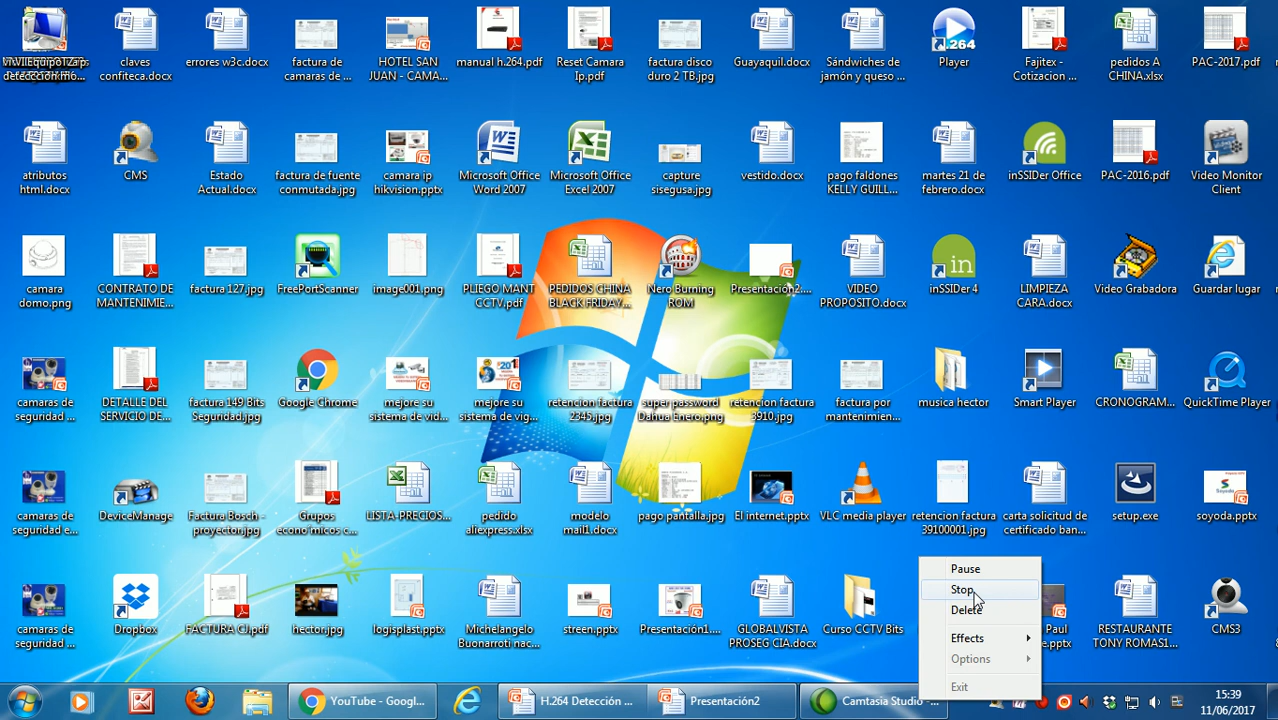 claves
confiteca.docx
errores w3c.docx
factura de
camaras de ...
HOTEL SAN
JUAN - CAMA...
manual h.264.pdf
Reset Camara
Ip.pdf
factura disco
duro 2 TB.jpg
Guayaquil.docx
Sándwiches de
jamón y queso ...
Player
Fajitex -
Cotizacion ...
pedidos A
CHINA.xlsx
PAC-2017.pdf
atributos
html.docx
CMS
Estado
Actual.docx
factura de fuente
conmutada.jpg
camara ip
hikvision.pptx
Microsoft Office
Word 2007
Microsoft Office
Excel 2007
capture
sisegusa.jpg
vestido.docx
pago faldones
KELLY GUILL...
martes 21 de
febrero.docx
inSSIDer Office
PAC-2016.pdf
Video Monitor
Client
camara
domo.png
CONTRATO DE
MANTENIMIE...
factura 127.jpg
FreePortScanner
image001.png
PLIEGO MANT
CCTV.pdf
PEDIDOS CHINA
BLACK FRIDAY...
Nero Burning
ROM
Presentación2....
VIDEO
PROPOSITO.docx
inSSIDer 4
LIMPIEZA
CARA.docx
Video Grabadora
Guardar lugar
camaras de
seguridad ...
DETALLE DEL
SERVICIO DE...
factura 149 Bits
Seguridad.jpg
Google Chrome
mejore su
sistema de vid...
mejore su
sistema de vig...
retencion factura
2345.jpg
super password
Dahua Enero.png
retencion factura
3910.jpg
factura por
mantenimien...
musica hector
Smart Player
CRONOGRAM...
QuickTime Player
camaras de
seguridad e...
DeviceManage
Factura Bosch -
proyectorr.jpg
Grupos
economicos c...
LISTA-PRECIOS...
pedido
aliexpress.xlsx
modelo
mail1.docx
pago pantalla.jpg
El internet.pptx
VLC media player
retencion factura
39100001.jpg
carta solicitud de
certificado ban...
setup.exe
soyoda.pptx
camaras de
seguridad ...
Dropbox
FACTURA CJ.pdf
hector.jpg
logisplast.pptx
Michelangelo
Buonarroti nac...
streen.pptx
Presentación1....
GLOBALVISTA
PROSEG CIA.docx
Curso CCTV Bits
Paul
e.pptx
RESTAURANTE
TONY ROMAS1...
CMS3
Pause
Stop
Delete
Effects
Options
Exit
YouTube - Googl...
H.264 Detección ...
Presentación2
Camtasia Studio - ...
15:39
11/06/2017